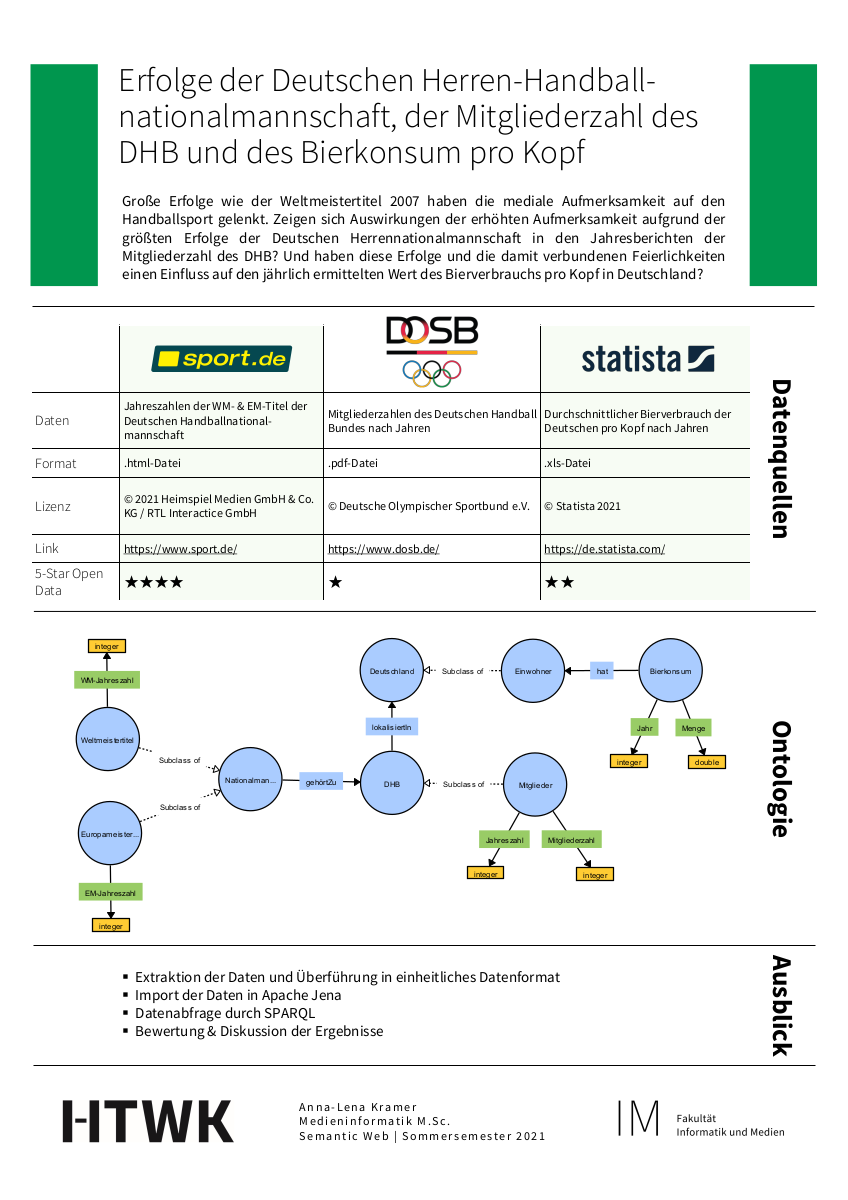 Erfolge der Deutschen Herren-Handball-
nationalmannschaft, der Mitgliederzahl des
DHB und des Bierkonsum pro Kopf
Große Erfolge wie der Weltmeistertitel 2007 haben die mediale Aufmerksamkeit auf den
Handballsport gelenkt. Zeigen sich Auswirkungen der erhöhten Aufmerksamkeit aufgrund der
größten Erfolge der Deutschen Herrennationalmannschaft in den Jahresberichten der
Mitgliederzahl des DHB? Und haben diese Erfolge und die damit verbundenen Feierlichkeiten
einen Einfluss auf den jährlich ermittelten Wert des Bierverbrauchs pro Kopf in Deutschland?
Datenquellen
sport.de
DOSB
statista
Daten
Jahreszahlen der WM- & EM-Titel der
Deutschen Handballnational-
mannschaft
Mitgliederzahlen des Deutschen Handball
Bundes nach Jahren
Durchschnittlicher Bierverbrauch der
Deutschen pro Kopf nach Jahren
Format
.html-Datei
.pdf-Datei
.xls-Datei
Lizenz
© 2021 Heimspiel Medien GmbH & Co.
KG / RTL Interactice GmbH
© Deutsche Olympischer Sportbund e.V.
© Statista 2021
Link
https://www.sport.de/
https://www.dosb.de/
https://de.statista.com/
5-Star Open
Data
★★★★
★
★★
Ontologie
integer
WM-Jahreszahl
Weltmeistertitel
Subclass of
Nationalman...
Subclass of
Europameister...
EM-Jahreszahl
integer
gehörtZu
DHB
lokalisiertIn
Deutschland
Subclass of
Einwohner
hat
Bierkonsum
Jahr
Menge
integer
double
Subclass of
Mitglieder
Jahreszahl
Mitgliederzahl
integer
integer
Ausblick
▪ Extraktion der Daten und Überführung in einheitliches Datenformat
▪ Import der Daten in Apache Jena
▪ Datenabfrage durch SPARQL
▪ Bewertung & Diskussion der Ergebnisse
HTWK
Anna-Lena Kramer
Medieninformatik M.Sc.
Semantic Web | Sommersemester 2021
IM
Fakultät
Informatik und Medien